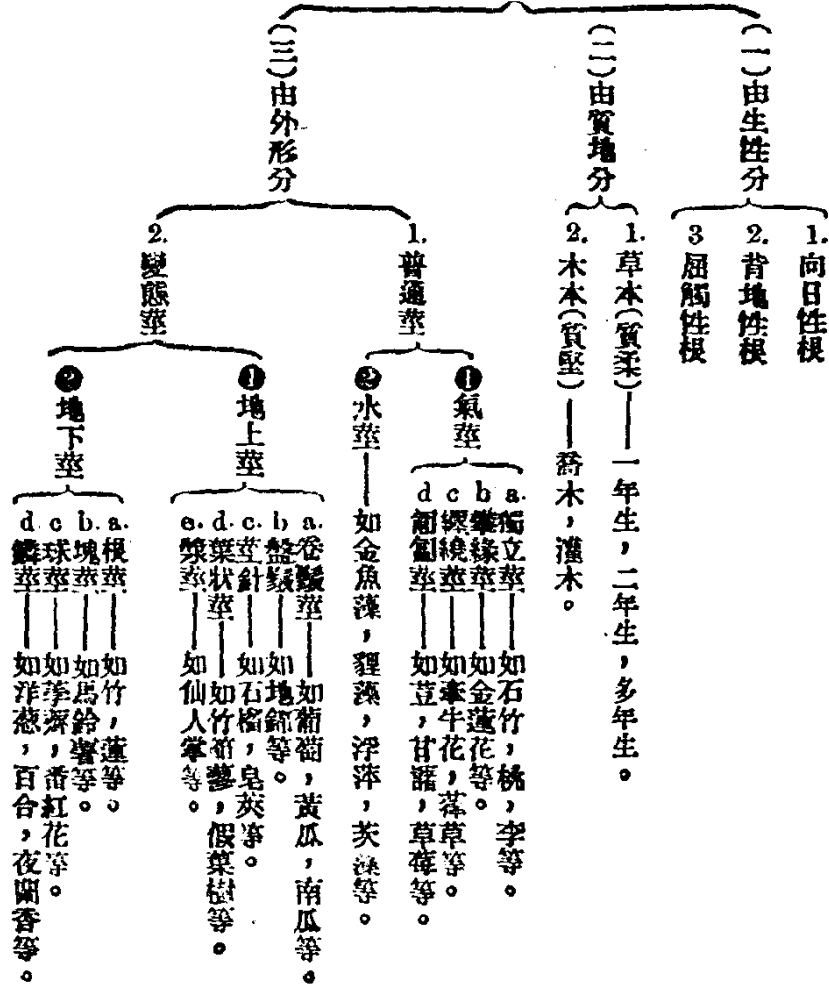 (一)由生性分
1. 向日性根
2. 背地性根
3 屈觸性根
(二)由質地分
1. 草本(質柔)——一年生，二年生，多年生。
2. 木本(質堅)——喬木，灌木。
(三)由外形分
1. 普通莖
❶氣莖
a. 獨立莖——如石竹，桃，李等。
b 攀緣莖——如金蓮花等。
c 纏繞莖——如牽牛花，葎草等。
d 匍匐莖——如荳，甘藷，草莓等。
❷水莖——如金魚藻，貍藻，浮萍，茨藻等。
2. 變態莖
❶地上莖
a. 卷鬚莖——如葡萄，黃瓜，南瓜等。
b 盤鬚——如地錦等。
c. 莖針——如石榴，皂莢等。
d. 葉狀莖——如竹節蓼，假葉樹等。
e. 漿莖——如仙人掌等。
❷地下莖
a. 根莖——如竹，蓮等。
b. 塊莖——如馬鈴薯等。
c 球莖——如荸薺，番紅花等。
d. 鱗莖——如洋葱，百合，夜蘭香等。